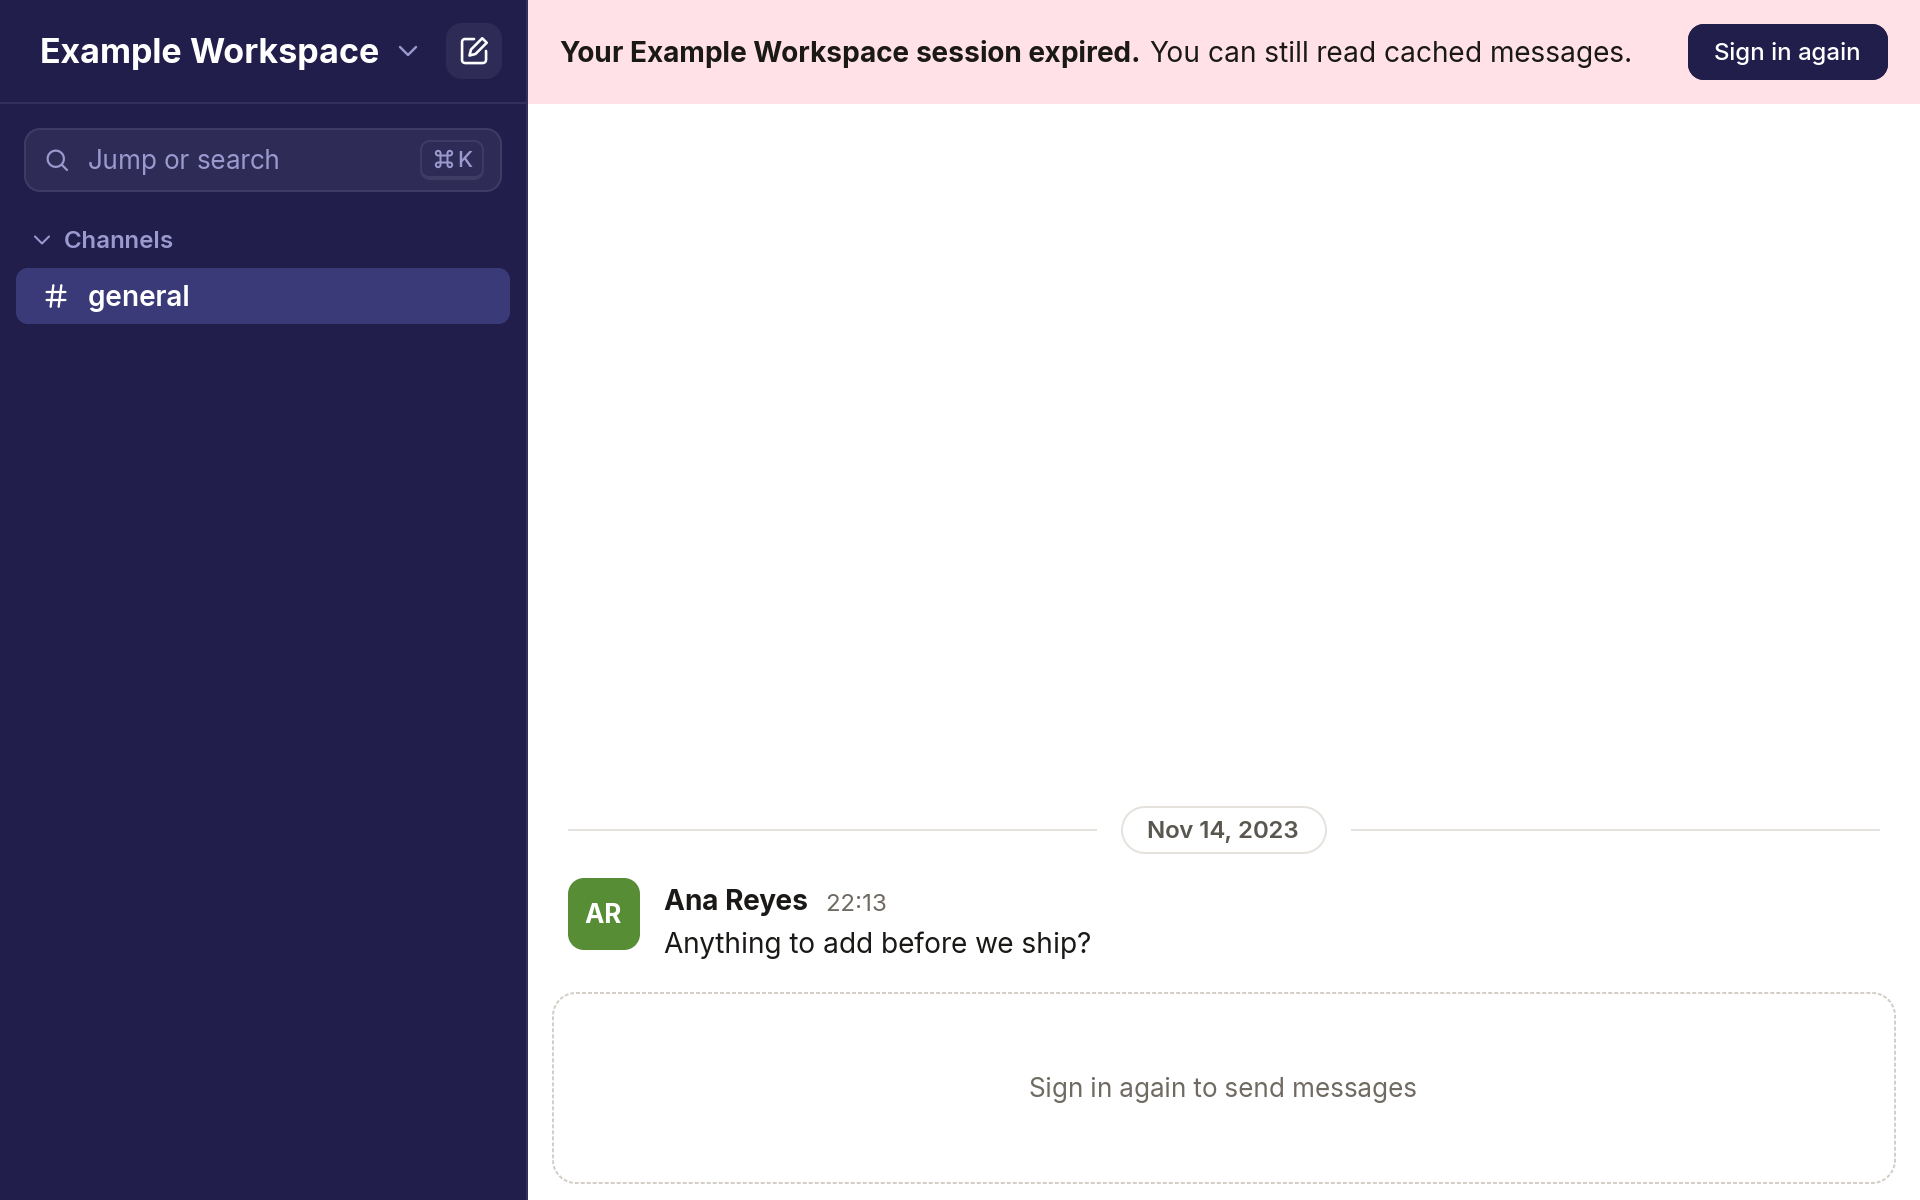 Example Workspace
Your Example Workspace session expired. You can still read cached messages.
Sign in again
Jump or search
⌘K
Channels
# general
Nov 14, 2023
AR
Ana Reyes 22:13
Anything to add before we ship?
Sign in again to send messages